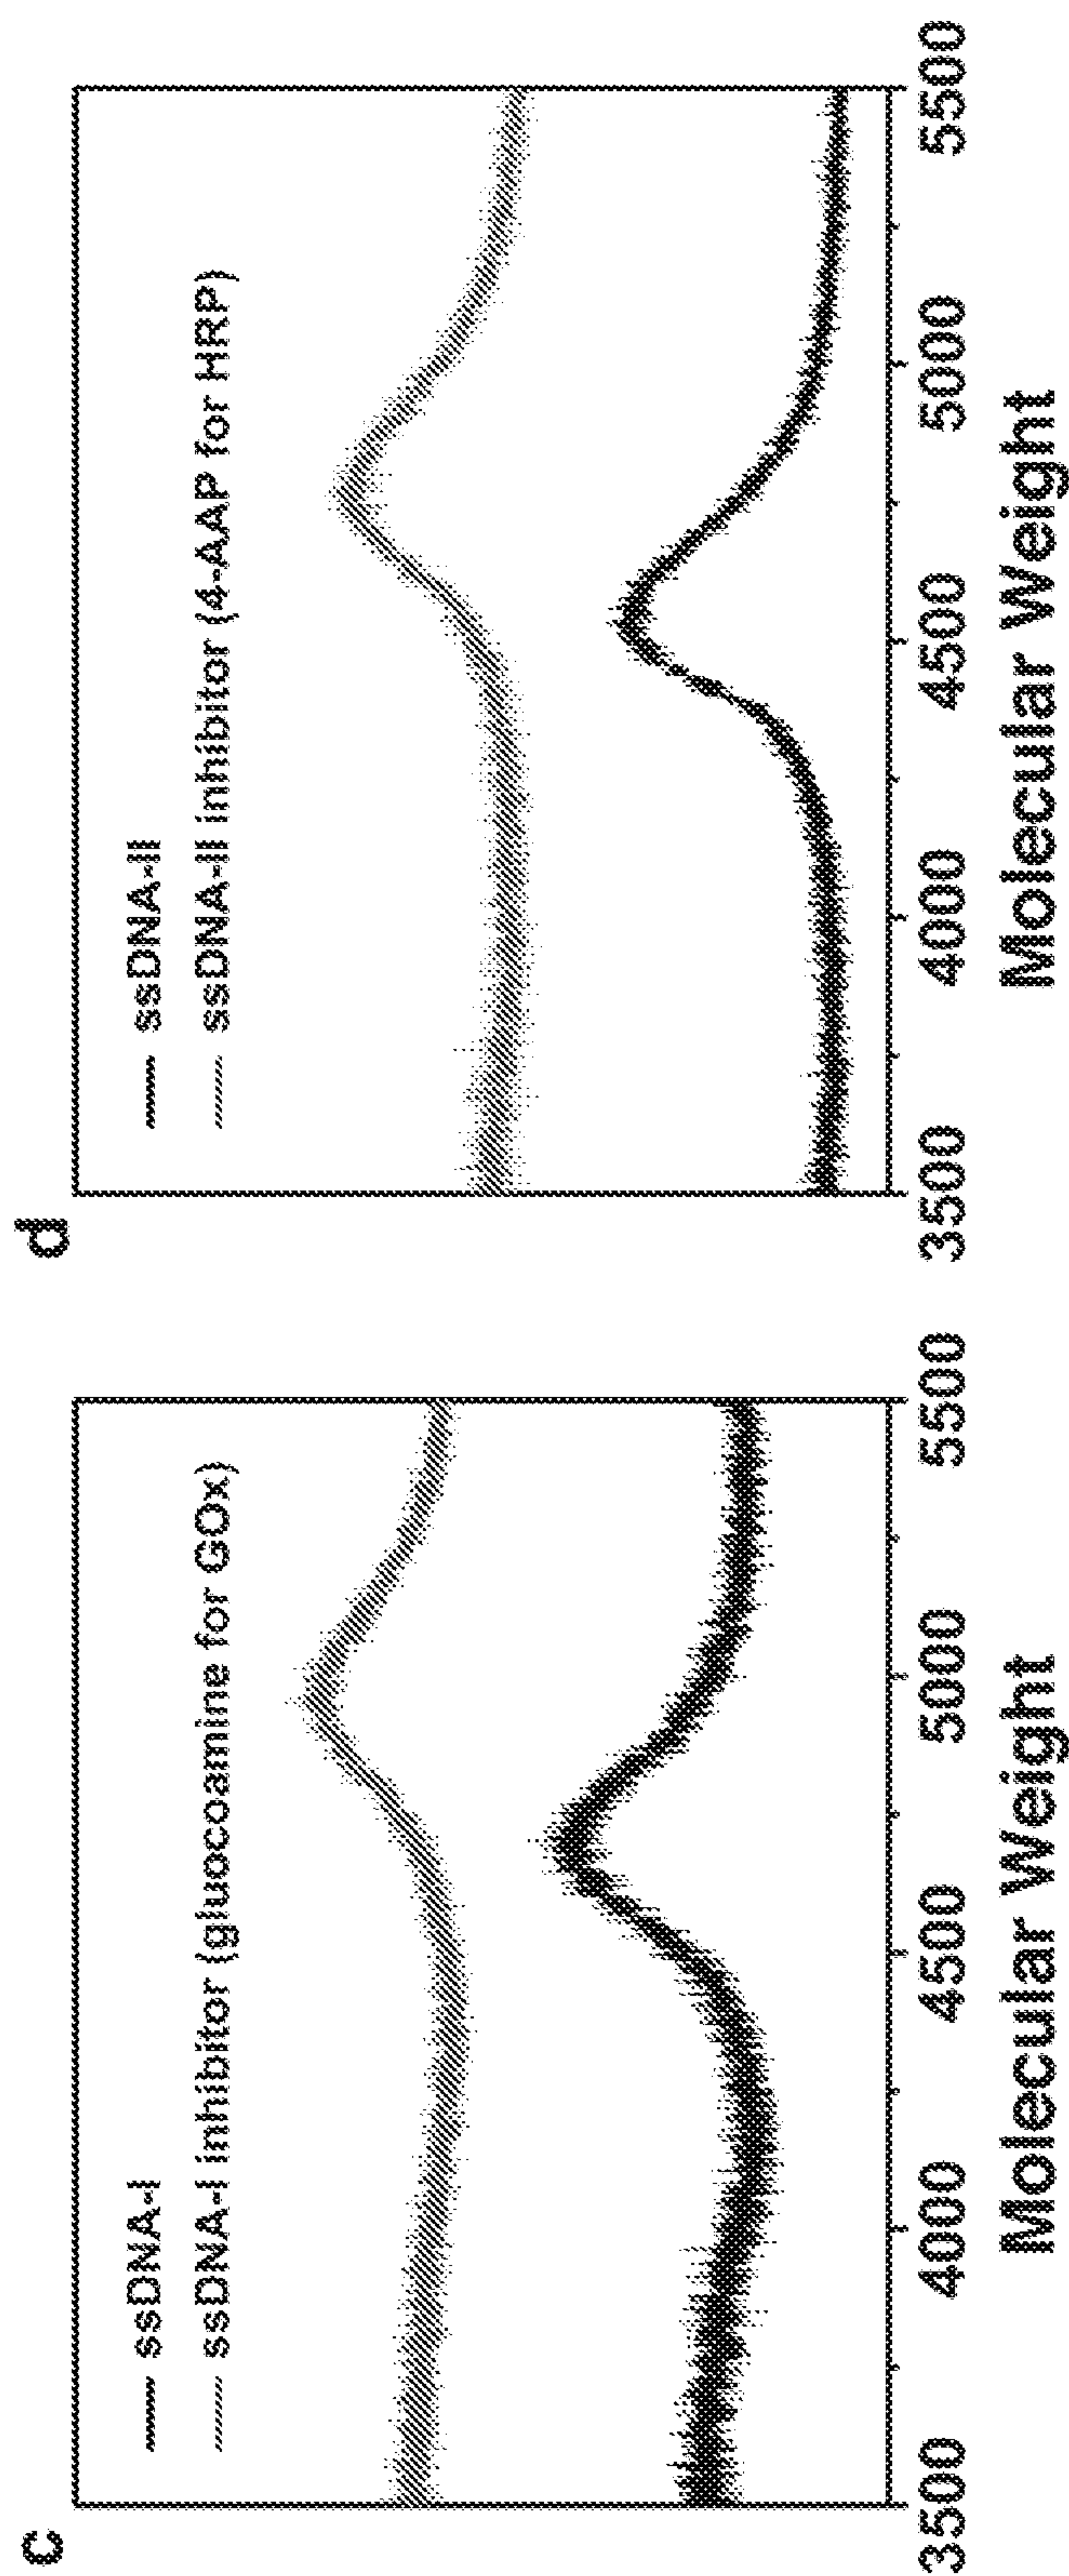 c
ssDNA-I
ssDNA-I inhibitor (glucoamine for GOx)
3500 4000 4500 5000 5500
Molecular Weight
d
ssDNA-II
ssDNA-II inhibitor (4-AAP for HRP)
3500 4000 4500 5000 5500
Molecular Weight